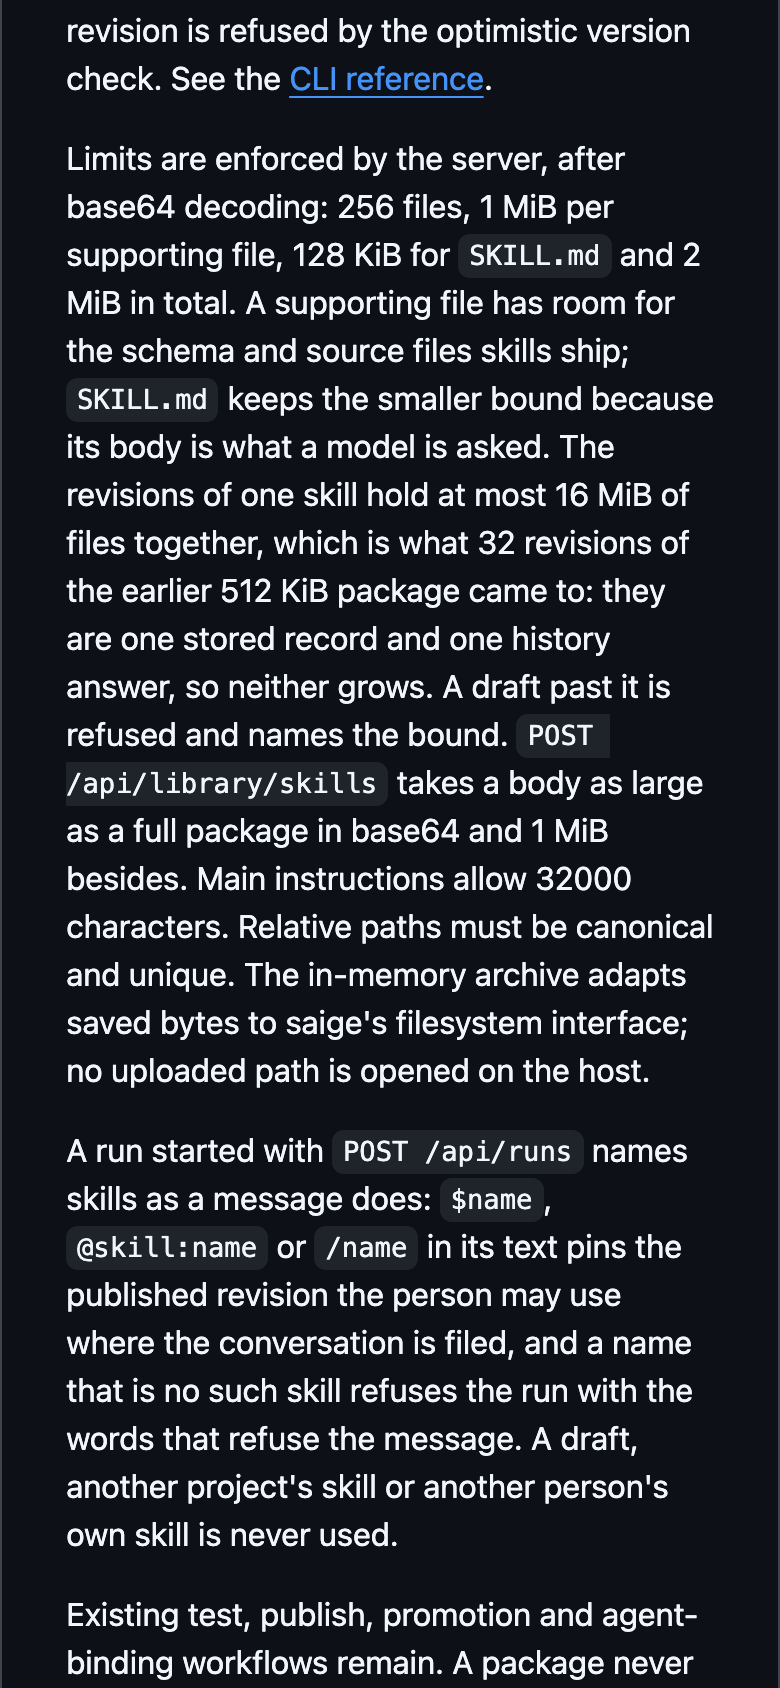 revision is refused by the optimistic version
check. See the CLI reference.
Limits are enforced by the server, after
base64 decoding: 256 files, 1 MiB per
supporting file, 128 KiB for SKILL.md and 2
MiB in total. A supporting file has room for
the schema and source files skills ship;
SKILL.md keeps the smaller bound because
its body is what a model is asked. The
revisions of one skill hold at most 16 MiB of
files together, which is what 32 revisions of
the earlier 512 KiB package came to: they
are one stored record and one history
answer, so neither grows. A draft past it is
refused and names the bound. POST
/api/library/skills takes a body as large
as a full package in base64 and 1 MiB
besides. Main instructions allow 32000
characters. Relative paths must be canonical
and unique. The in-memory archive adapts
saved bytes to saige's filesystem interface;
no uploaded path is opened on the host.
A run started with POST /api/runs names
skills as a message does: $name,
@skill:name or /name in its text pins the
published revision the person may use
where the conversation is filed, and a name
that is no such skill refuses the run with the
words that refuse the message. A draft,
another project's skill or another person's
own skill is never used.
Existing test, publish, promotion and agent-
binding workflows remain. A package never